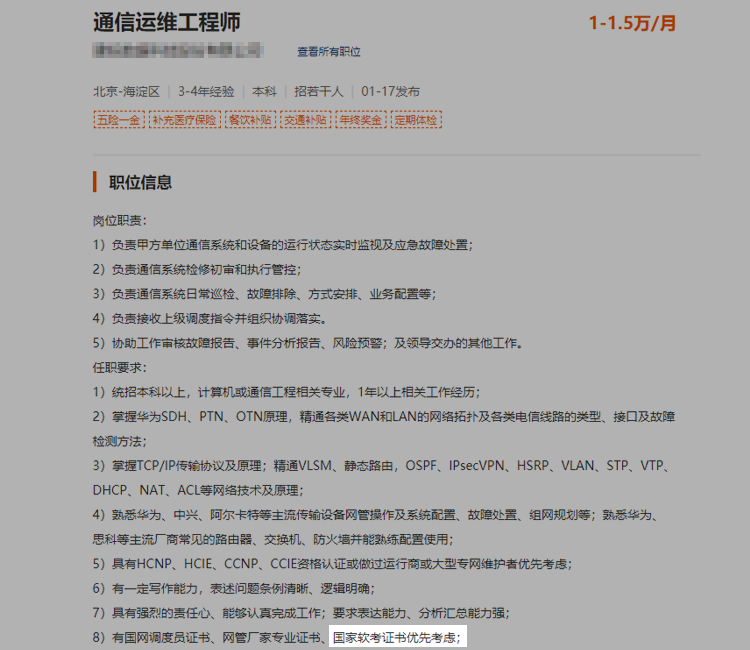 通信运维工程师
1-1.5万/月
查看所有职位
北京-海淀区 | 3-4年经验 | 本科 | 招若干人 | 01-17发布
五险一金 补充医疗保险 餐饮补贴 交通补贴 年终奖金 定期体检
职位信息
岗位职责：
1）负责甲方单位通信系统和设备的运行状态实时监视及应急故障处置；
2）负责通信系统检修初审和执行管控；
3）负责通信系统日常巡检、故障排除、方式安排、业务配置等；
4）负责接收上级调度指令并组织协调落实。
5）协助工作审核故障报告、事件分析报告、风险预警；及领导交办的其他工作。
任职要求：
1）统招本科以上，计算机或通信工程相关专业，1年以上相关工作经历；
2）掌握华为SDH、PTN、OTN原理，精通各类WAN和LAN的网络拓扑及各类电信线路的类型、接口及故障
检测方法；
3）掌握TCP/IP传输协议及原理；精通VLSM、静态路由，OSPF、IPsecVPN、HSRP、VLAN、STP、VTP、
DHCP、NAT、ACL等网络技术及原理；
4）熟悉华为、中兴、阿尔卡特等主流传输设备网管操作及系统配置、故障处置、组网规划等；熟悉华为、
思科等主流厂商常见的路由器、交换机、防火墙并能熟练配置使用；
5）具有HCNP、HCIE、CCNP、CCIE资格认证或做过运行商或大型专网维护者优先考虑；
6）有一定写作能力，表述问题条例清晰、逻辑明确；
7）具有强烈的责任心、能够认真完成工作；要求表达能力、分析汇总能力强；
8）有国网调度员证书、网管厂家专业证书、国家软考证书优先考虑；